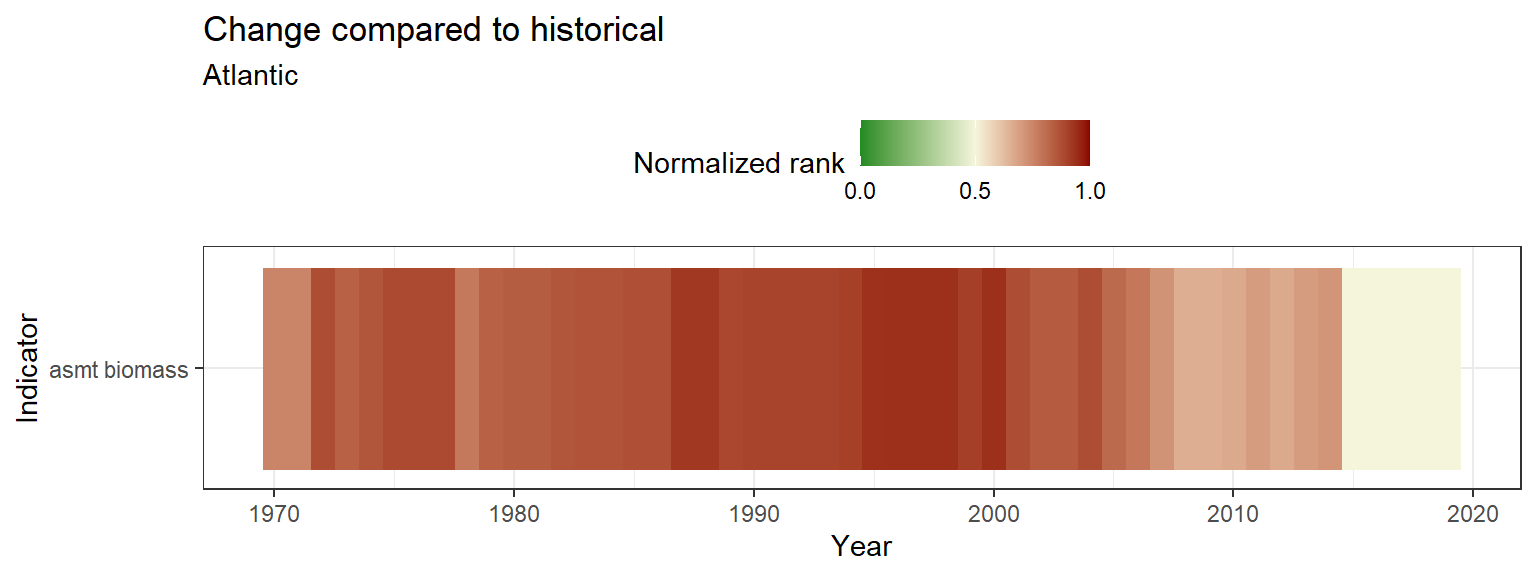 Change compared to historical
Atlantic
Normalized rank
0.0 0.5 1.0
Indicator
asmt biomass
1970 1980 1990 2000 2010 2020
Year